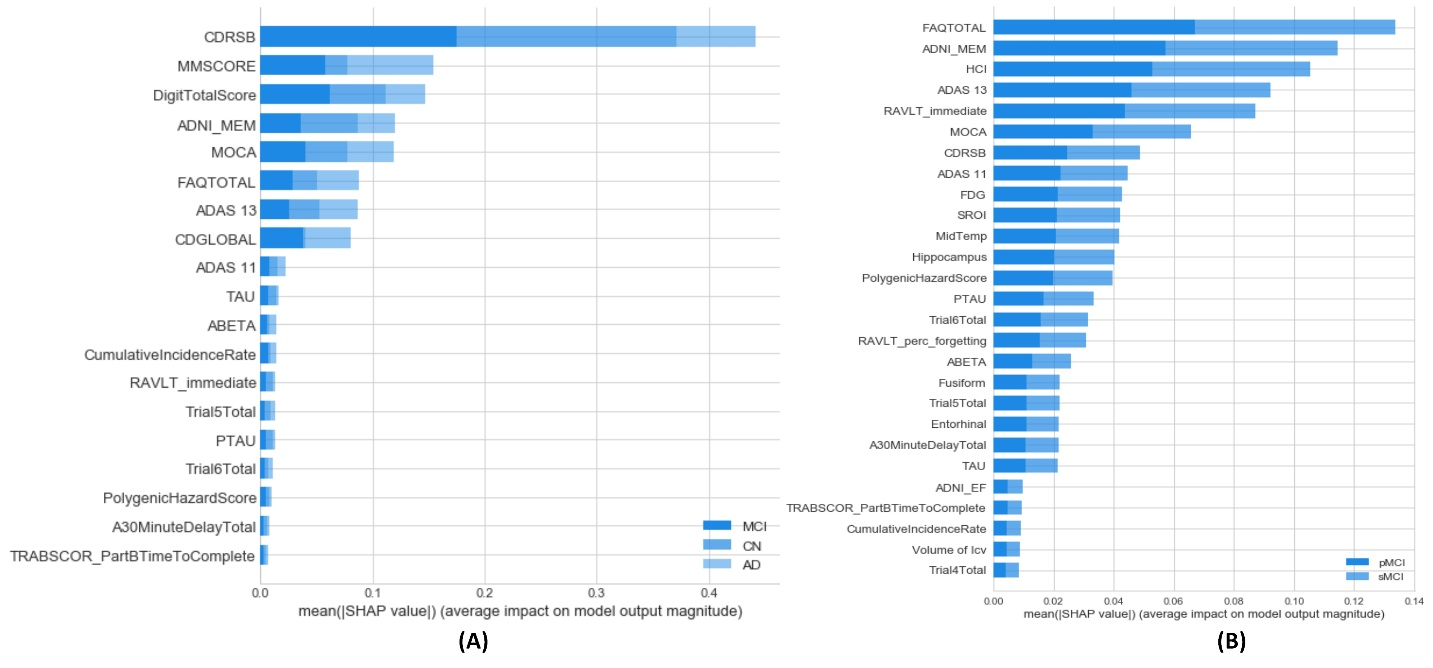 CDRSB
MMSCORE
DigitTotalScore
ADNI_MEM
MOCA
FAQTOTAL
ADAS 13
CDGLOBAL
ADAS 11
TAU
ABETA
CumulativeIncidenceRate
RAVLT_immediate
Trial5Total
PTAU
Trial6Total
PolygenicHazardScore
A30MinuteDelayTotal
TRABSCOR_PartBTimeToComplete
MCI
CN
AD
0.0 0.1 0.2 0.3 0.4
mean(|SHAP value|) (average impact on model output magnitude)
(A)
FAQTOTAL
ADNI_MEM
HCI
ADAS 13
RAVLT_immediate
MOCA
CDRSB
ADAS 11
FDG
SROI
MidTemp
Hippocampus
PolygenicHazardScore
PTAU
Trial6Total
RAVLT_perc_forgetting
ABETA
Fusiform
Trial5Total
Entorhinal
A30MinuteDelayTotal
TAU
ADNI_EF
TRABSCOR_PartBTimeToComplete
CumulativeIncidenceRate
Volume of Icv
Trial4Total
pMCI
sMCI
0.00 0.02 0.04 0.06 0.08 0.10 0.12 0.14
mean(|SHAP value|) (average impact on model output magnitude)
(B)